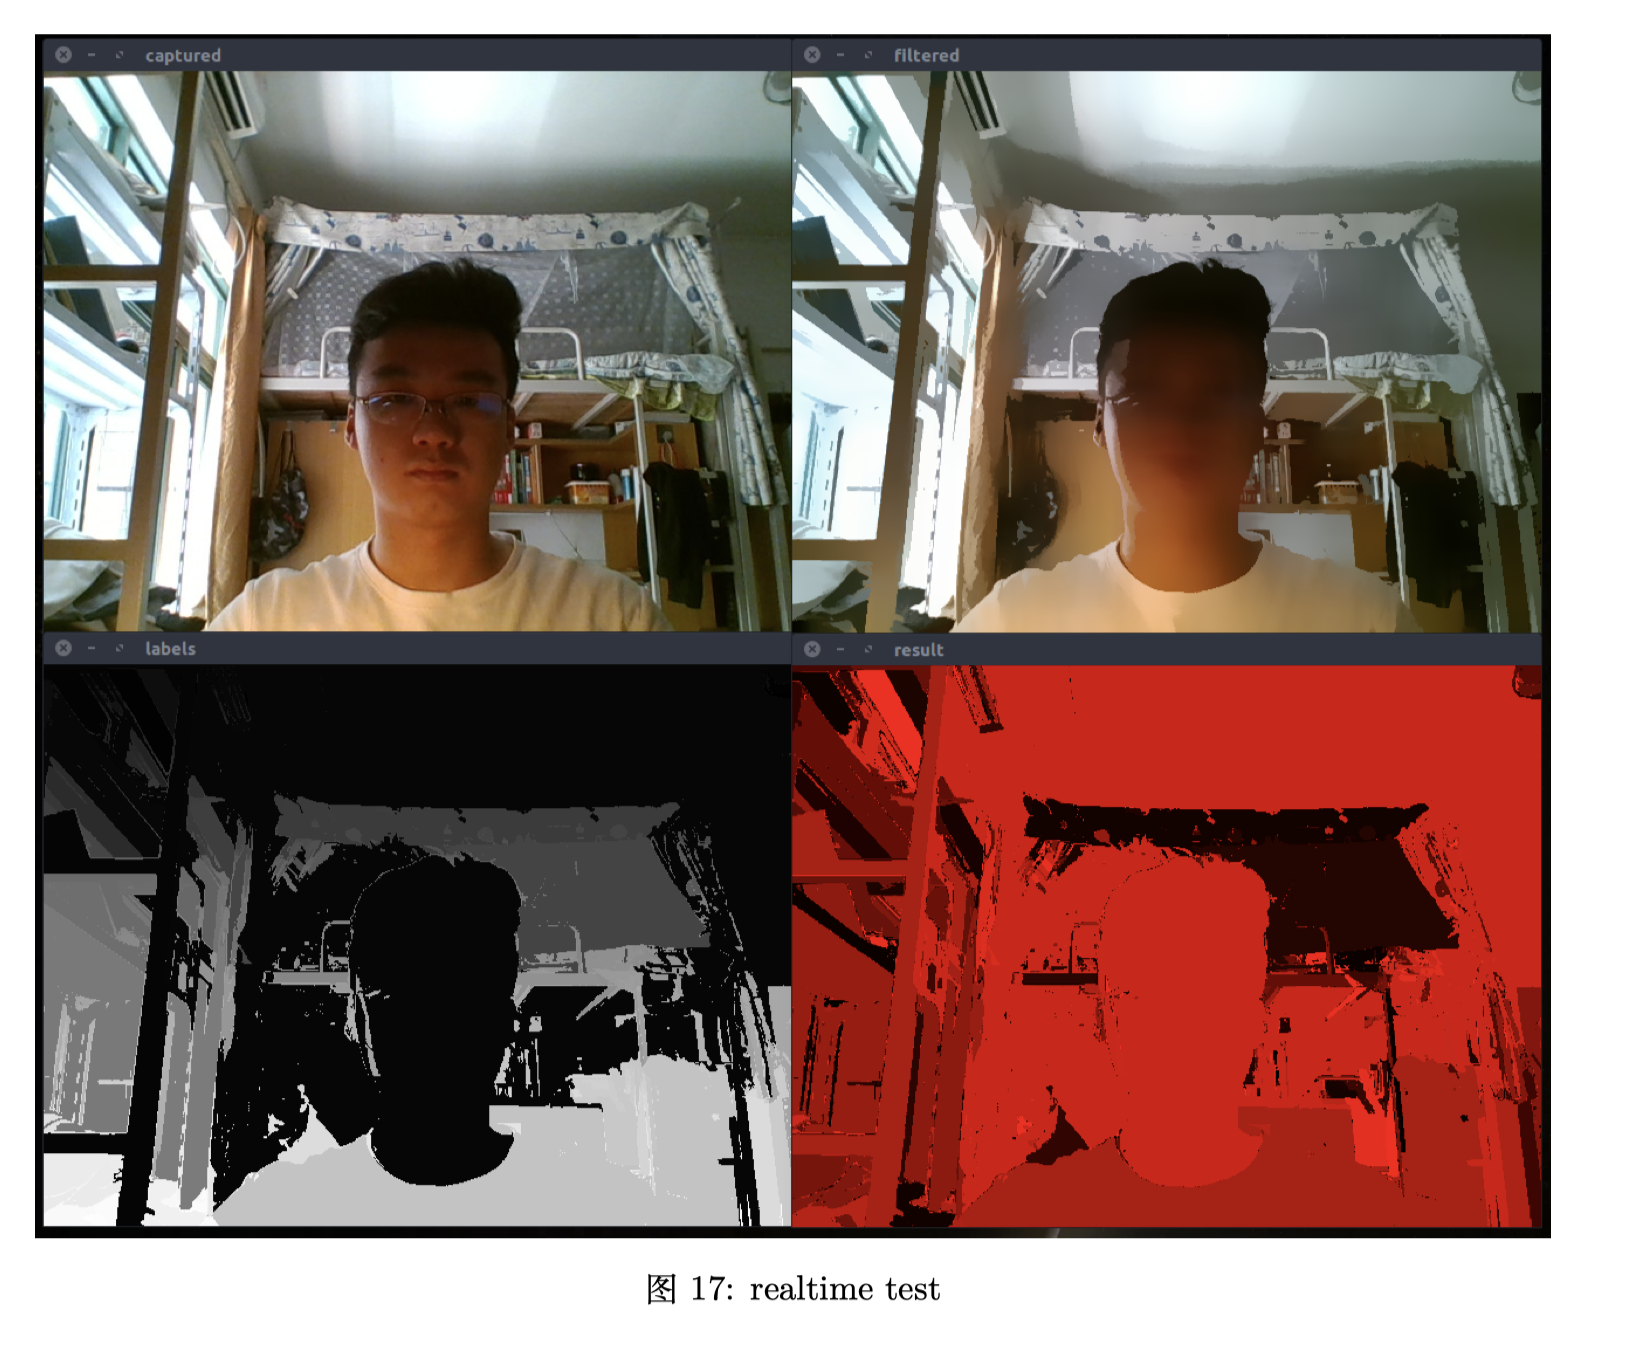 captured
filtered
labels
result
图 17: realtime test